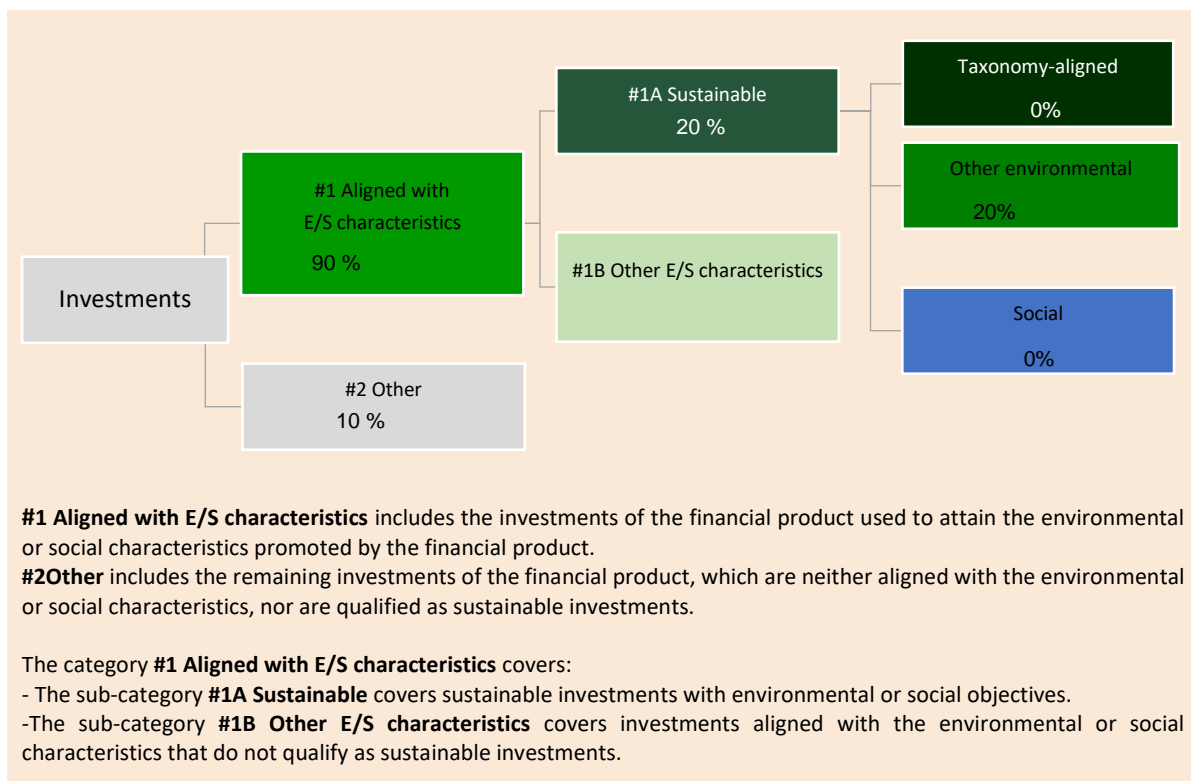 Taxonomy-aligned
0%
#1A Sustainable
20 %
Other environmental
20%
#1 Aligned with
E/S characteristics
90 %
#1B Other E/S characteristics
Investments
Social
0%
#2 Other
10 %
#1 Aligned with E/S characteristics includes the investments of the financial product used to attain the environmental
or social characteristics promoted by the financial product.
#2Other includes the remaining investments of the financial product, which are neither aligned with the environmental
or social characteristics, nor are qualified as sustainable investments.
The category #1 Aligned with E/S characteristics covers:
- The sub-category #1A Sustainable covers sustainable investments with environmental or social objectives.
-The sub-category #1B Other E/S characteristics covers investments aligned with the environmental or social
characteristics that do not qualify as sustainable investments.